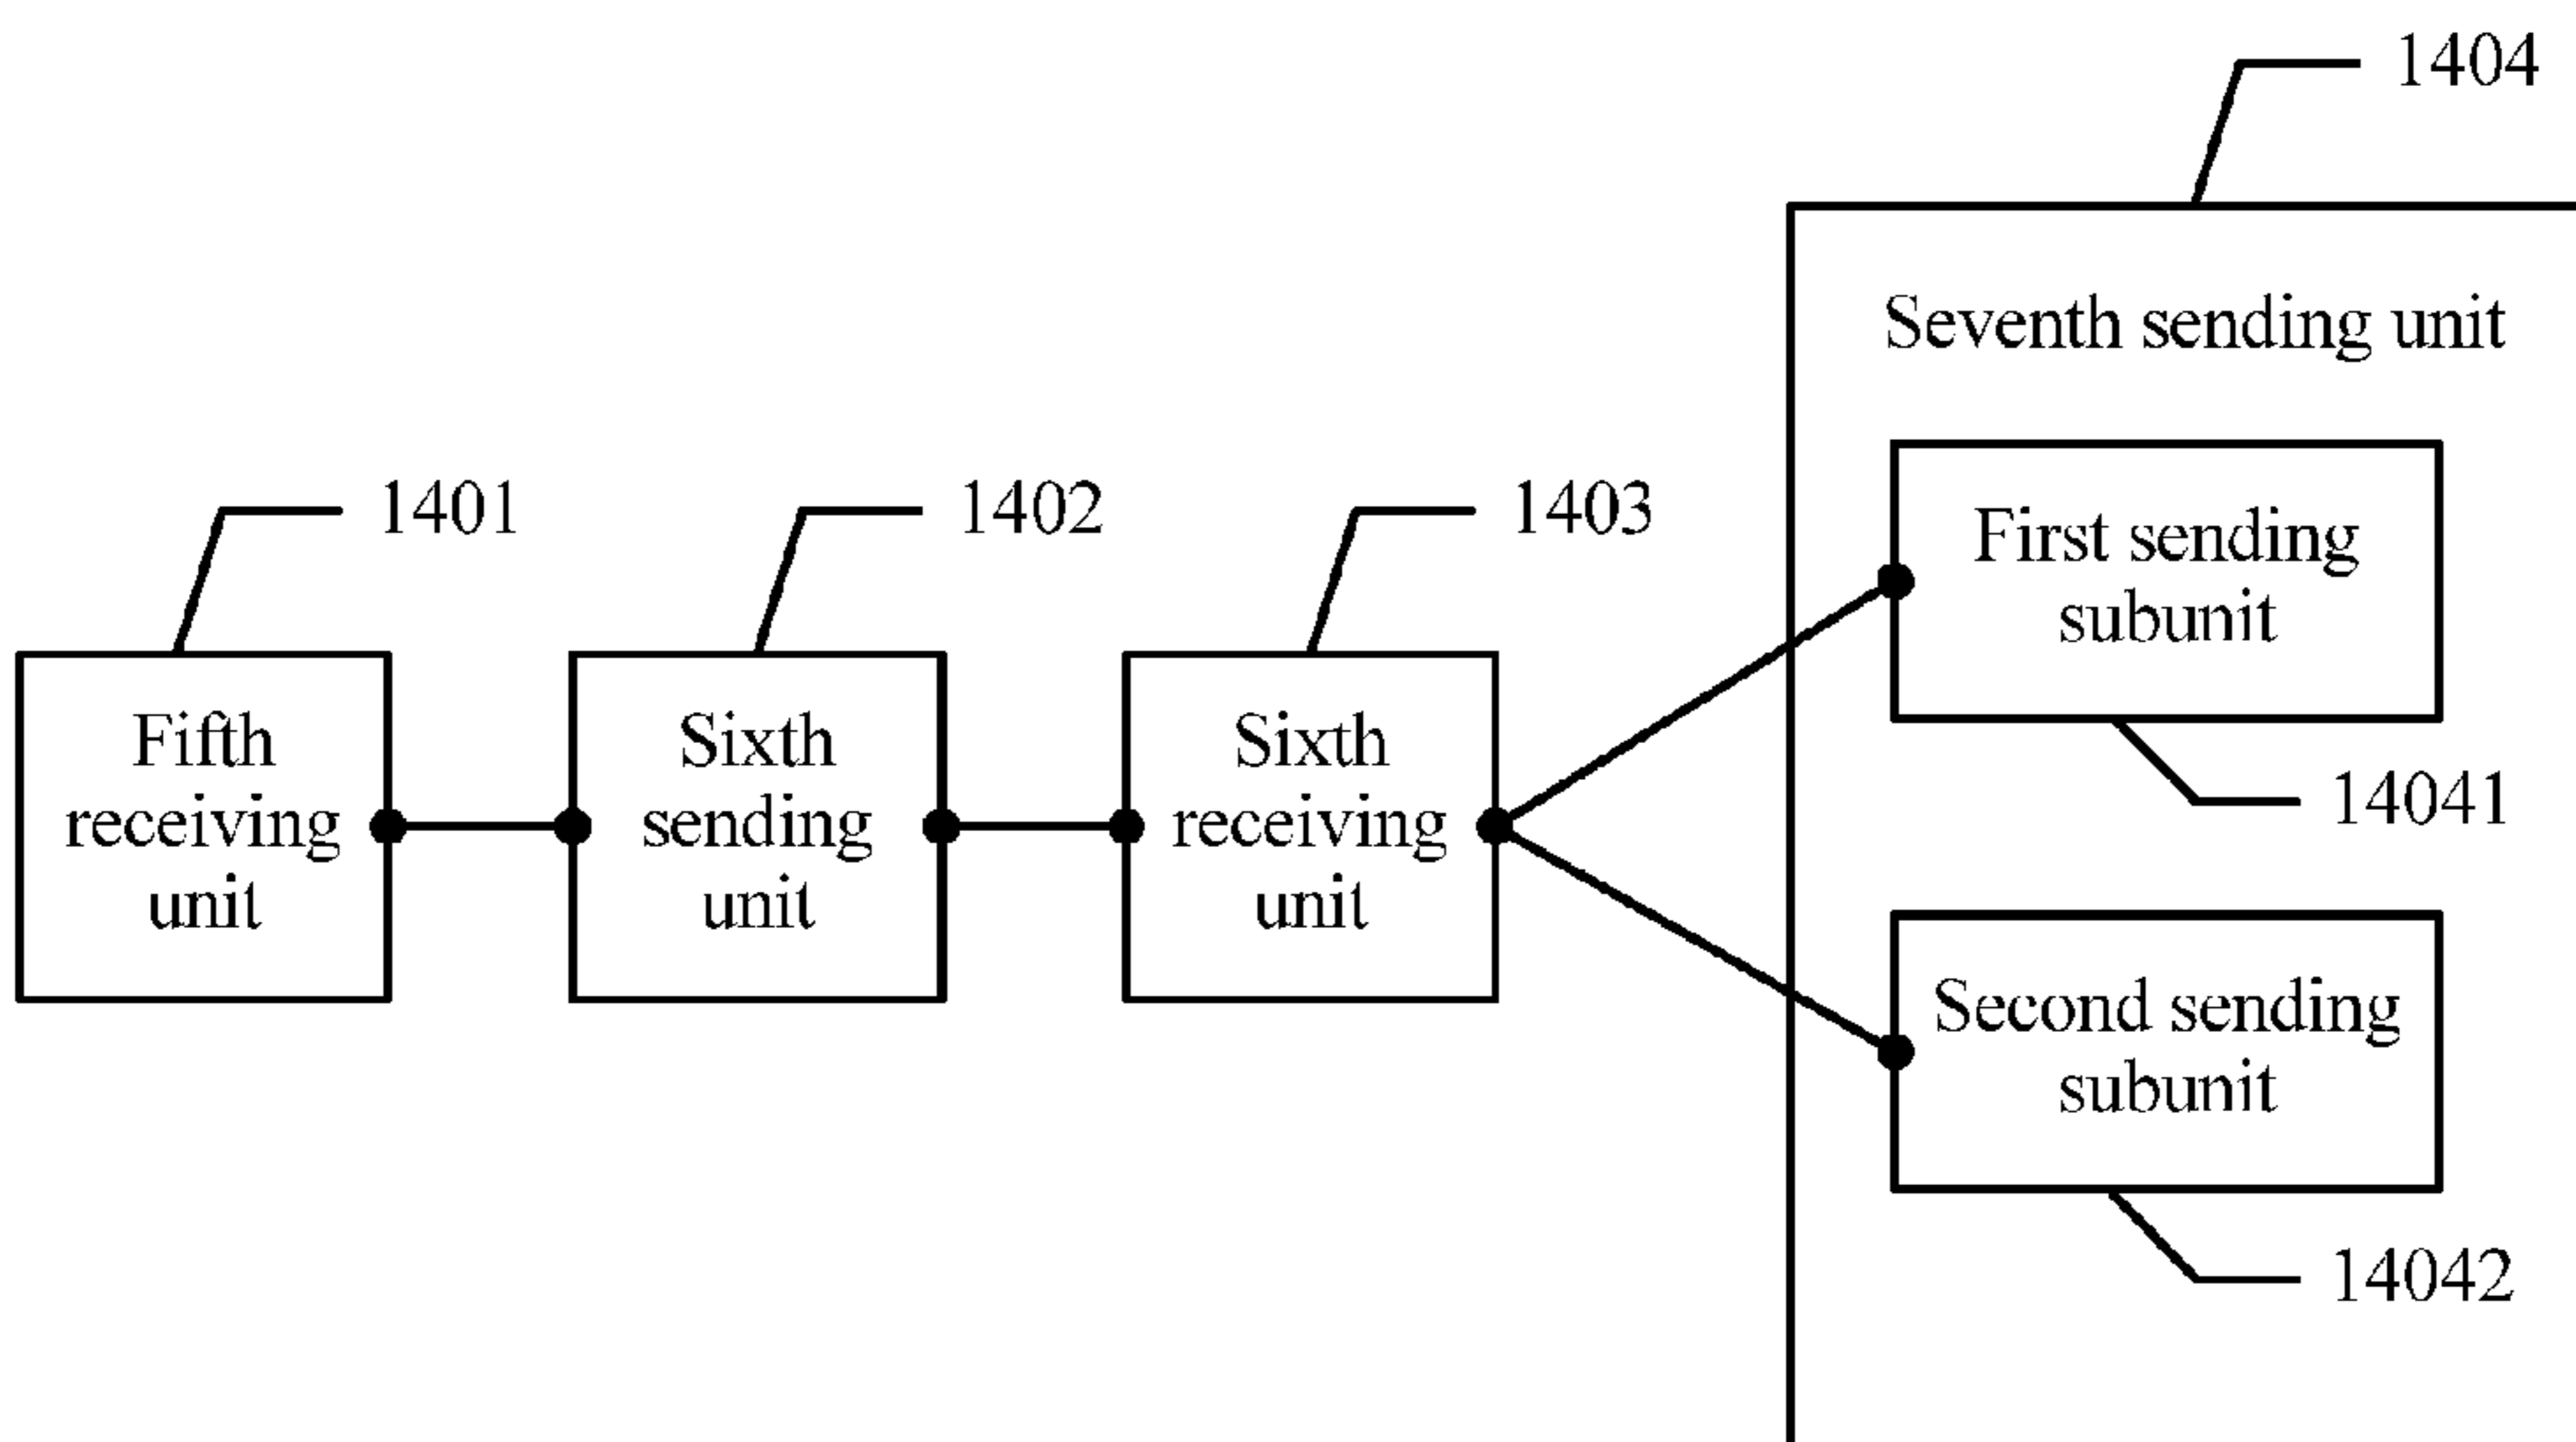 1404
Seventh sending unit
1401
1402
1403
First sending
subunit
Fifth
receiving
unit
Sixth
sending
unit
Sixth
receiving
unit
14041
Second sending
subunit
14042